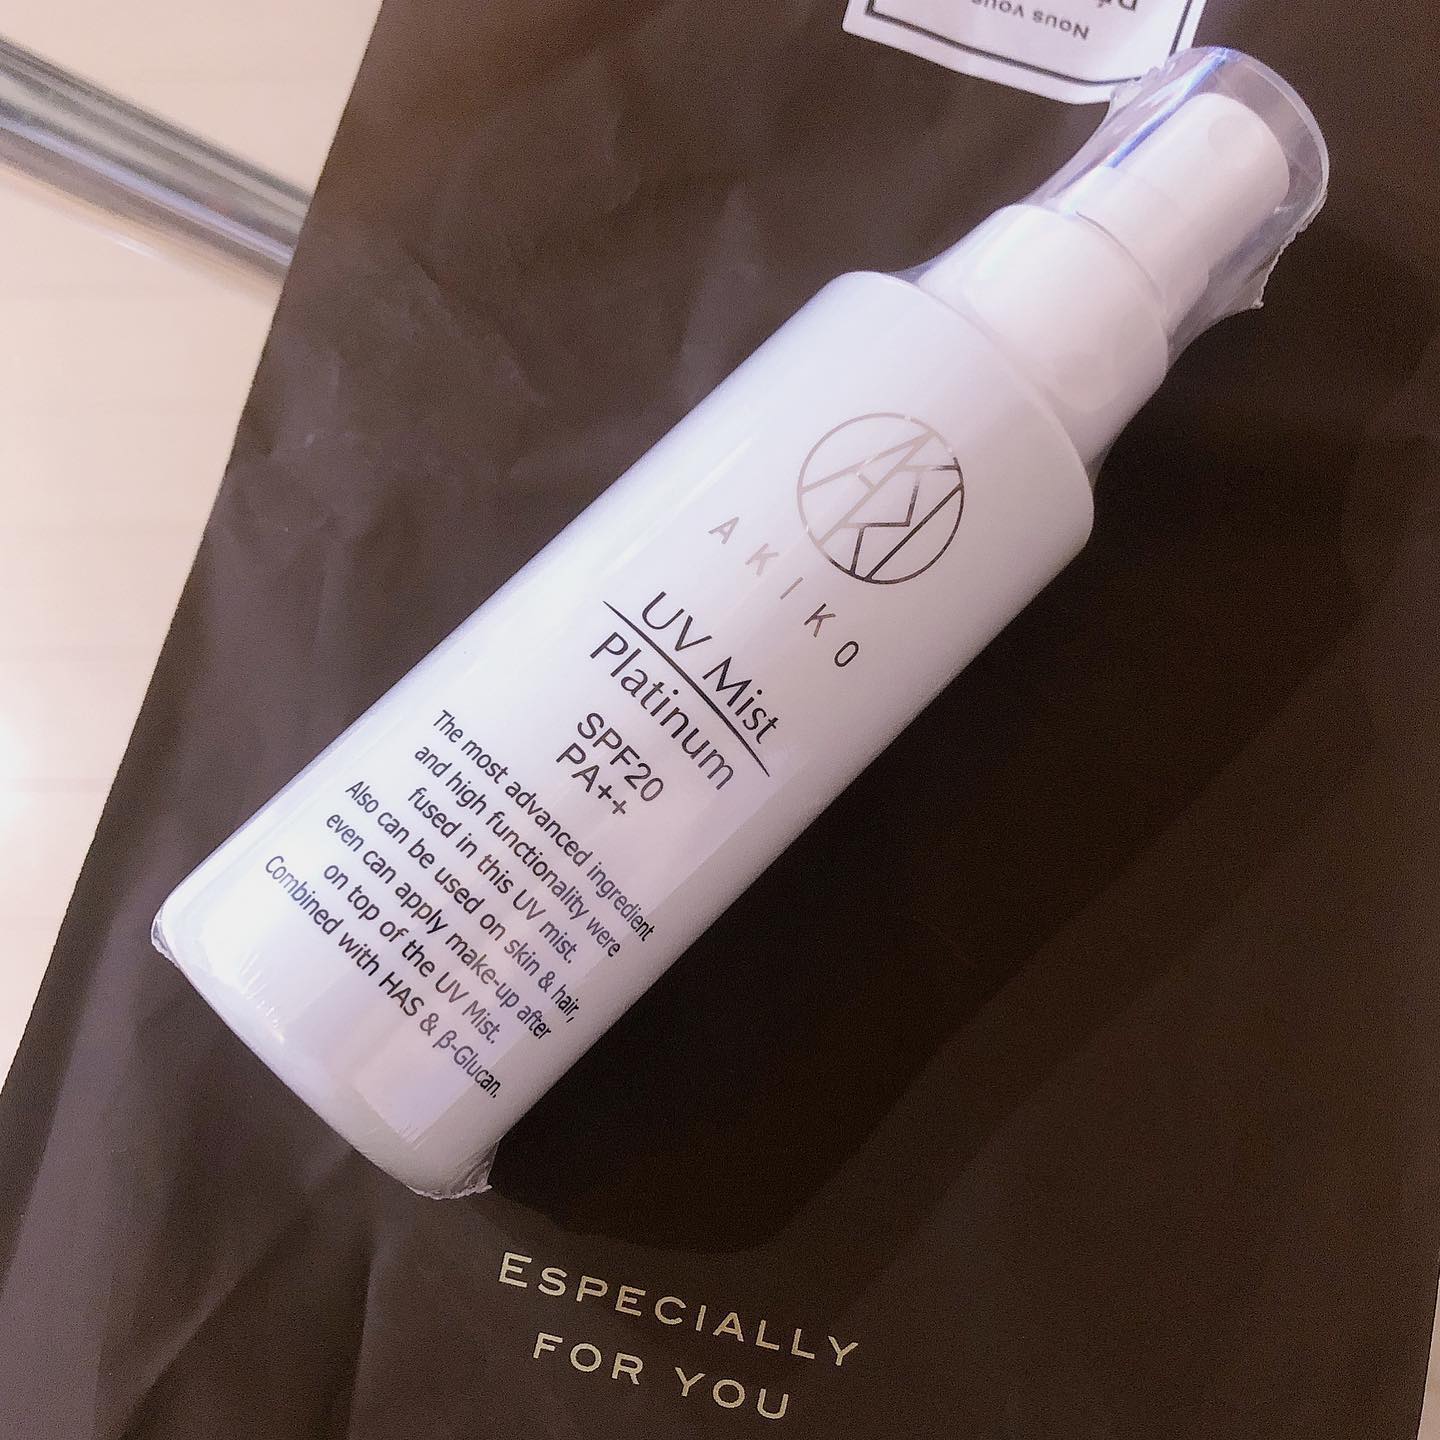 Nous vous
AKIKO
UV Mist
Platinum
SPF20
PA++
The most advanced ingredient
and high functionality were
fused in this UV mist.
Also can be used on skin & hair,
even can apply make-up after
on top of the UV Mist.
Combined with HAS & β-Glucan.
ESPECIALLY
FOR YOU